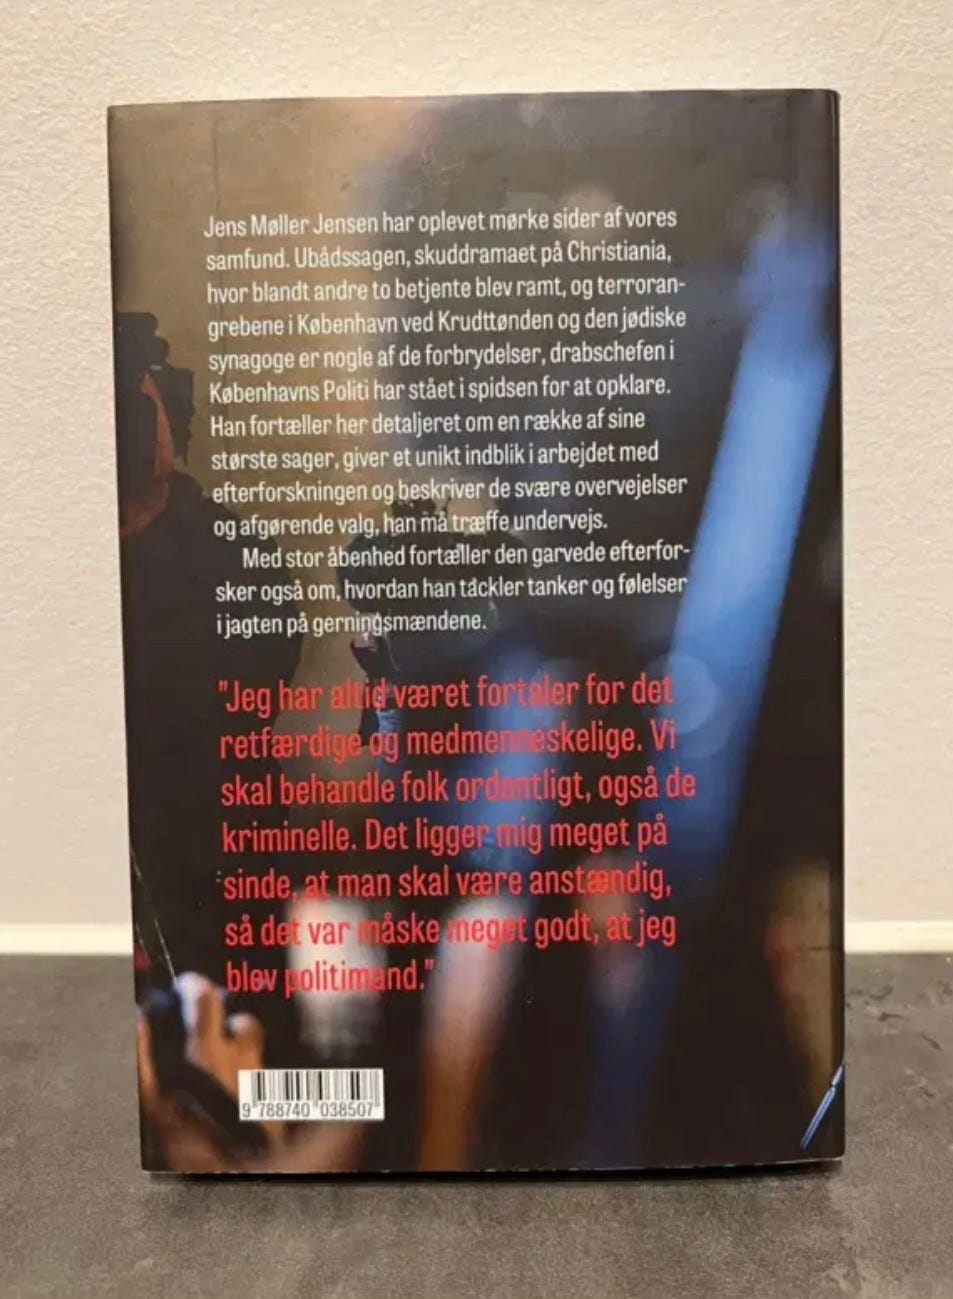 Jens Møller Jensen har oplevet mørke sider af vores
samfund. Ubådssagen, skuddramaet på Christiania,
hvor blandt andre to betjente blev ramt, og terroran-
grebene i København ved Krudttønden og den jødiske
synagoge er nogle af de forbrydelser, drabschefen i
Københavns Politi har stået i spidsen for at opklare.
Han fortæller her detaljeret om en række af sine
største sager, giver et unikt indblik i arbejdet med
efterforskningen og beskriver de svære overvejelser
og afgørende valg, han må træffe undervejs.
Med stor åbenhed fortæller den garvede efterfor-
sker også om, hvordan han tackler tanker og følelser
i jagten på gerningsmændene.
"Jeg har altid været fortaler for det
retfærdige og medmenneskelige. Vi
skal behandle folk ordentligt, også de
kriminelle. Det ligger mig meget på
sinde, at man skal være anstændig,
så det var måske meget godt, at jeg
blev politimand."
9 788740 038507